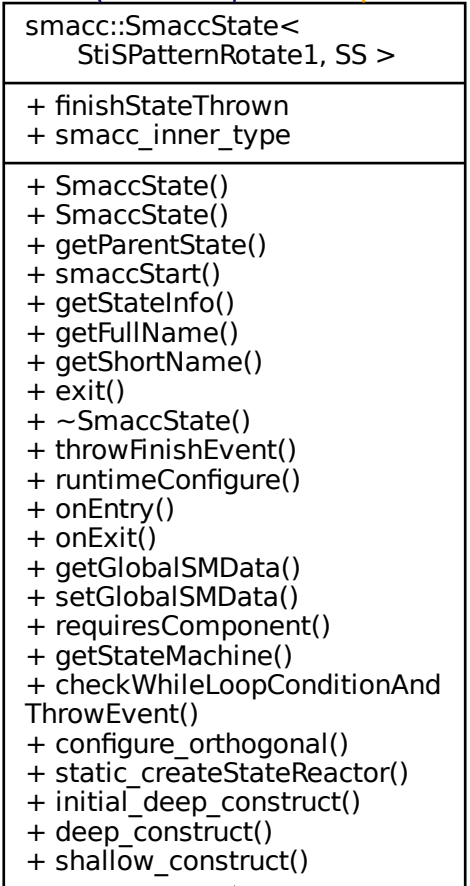 smacc::SmaccState<
StiSPatternRotate1, SS >
+ finishStateThrown
+ smacc_inner_type
+ SmaccState()
+ SmaccState()
+ getParentState()
+ smaccStart()
+ getStateInfo()
+ getFullName()
+ getShortName()
+ exit()
+ ~SmaccState()
+ throwFinishEvent()
+ runtimeConfigure()
+ onEntry()
+ onExit()
+ getGlobalSMData()
+ setGlobalSMData()
+ requiresComponent()
+ getStateMachine()
+ checkWhileLoopConditionAnd
ThrowEvent()
+ configure_orthogonal()
+ static_createStateReactor()
+ initial_deep_construct()
+ deep_construct()
+ shallow_construct()